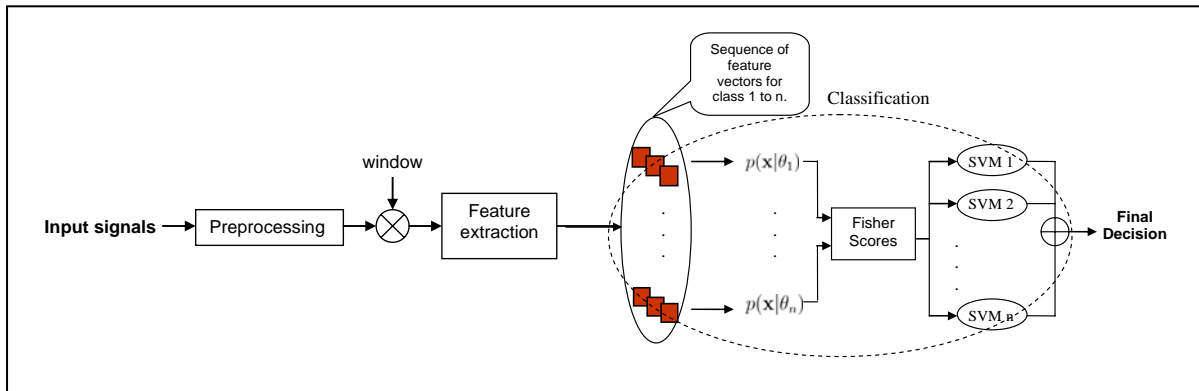 Sequence of
feature
vectors for
class 1 to n.
Classification
window
Input signals
Preprocessing
Feature
extraction
p(x|θ₁)
p(x|θₙ)
Fisher
Scores
SVM 1
SVM 2
SVM n
Final
Decision